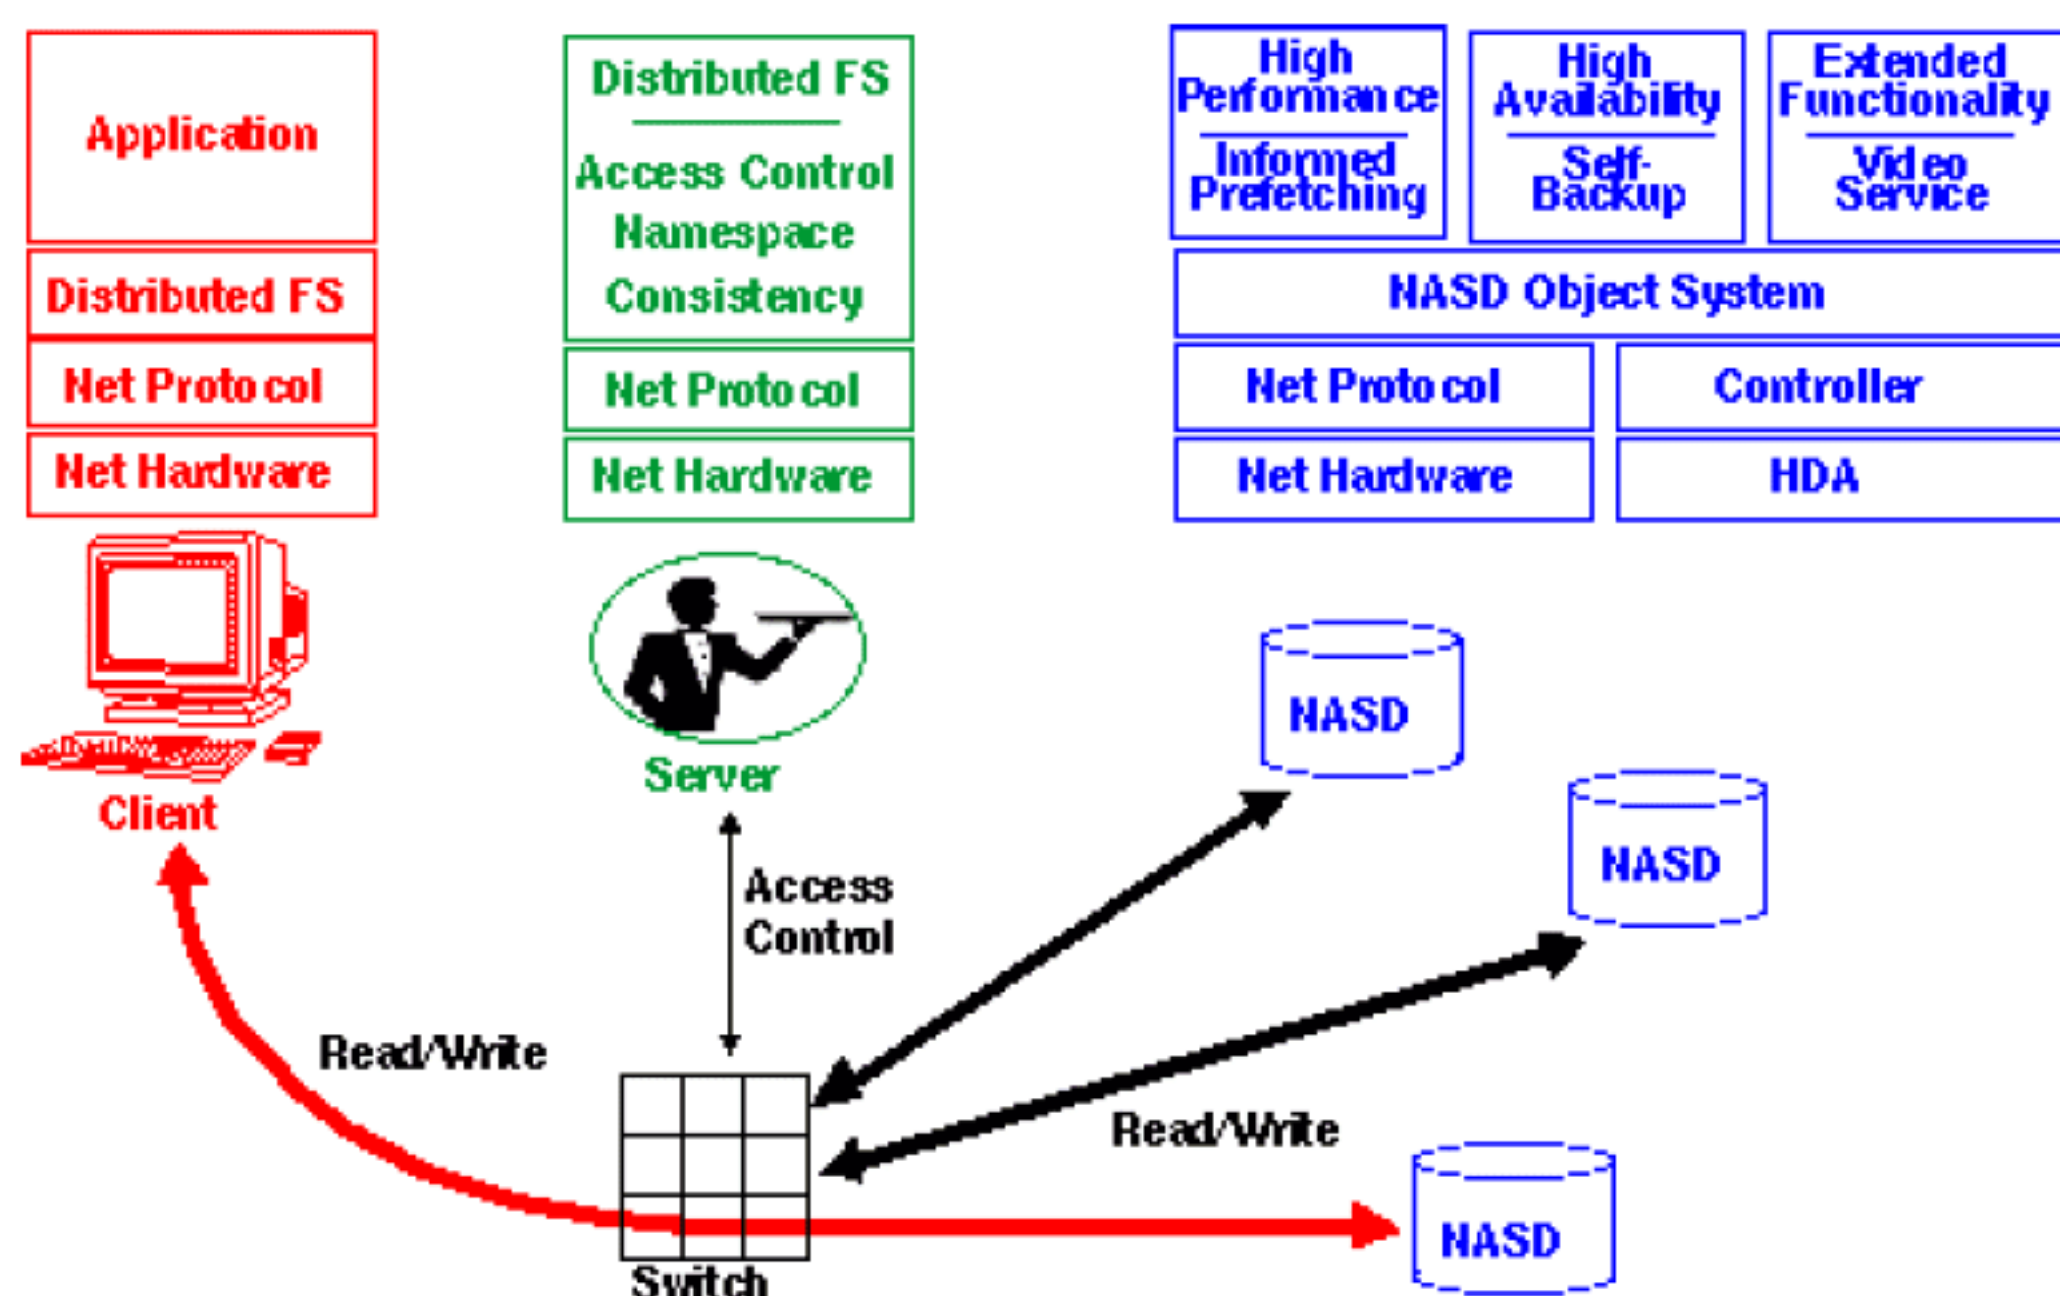 Application
Distributed FS
Net Protocol
Net Hardware
Client
Distributed FS
Access Control
Namespace
Consistency
Net Protocol
Net Hardware
Server
High
Performance
Informed
Prefetching
High
Availability
Self-
Backup
Extended
Functionality
Video
Service
NASD Object System
Net Protocol
Controller
Net Hardware
HDA
NASD
NASD
Access
Control
Read/Write
Read/Write
NASD
Switch